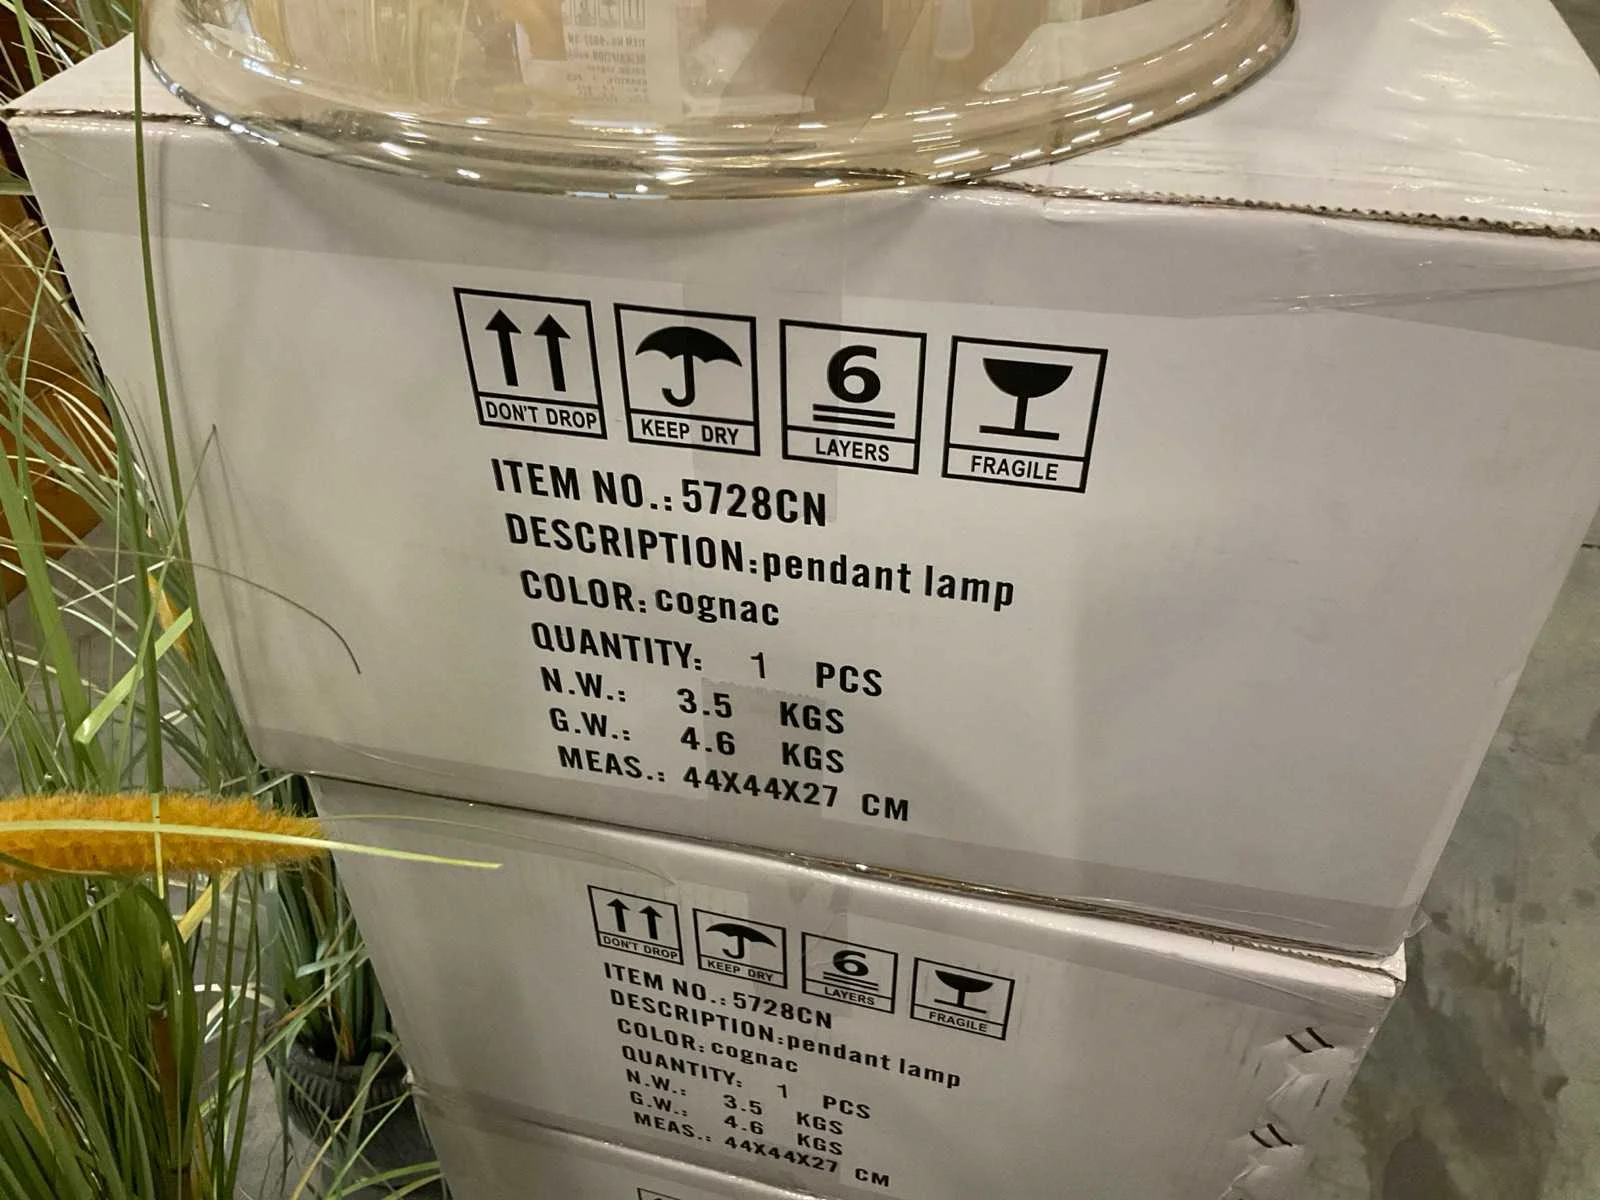 DON'T DROP
KEEP DRY
6
LAYERS
FRAGILE
ITEM NO.: 5728CN
DESCRIPTION: pendant lamp
COLOR: cognac
QUANTITY: 1 PCS
N.W.: 3.5 KGS
G.W.: 4.6 KGS
MEAS.: 44X44X27 CM
DON'T DROP
KEEP DRY
6
LAYERS
FRAGILE
ITEM NO.: 5728CN
DESCRIPTION: pendant lamp
COLOR: cognac
QUANTITY: 1 PCS
N.W.: 3.5 KGS
G.W.: 4.6 KGS
MEAS.: 44X44X27 CM